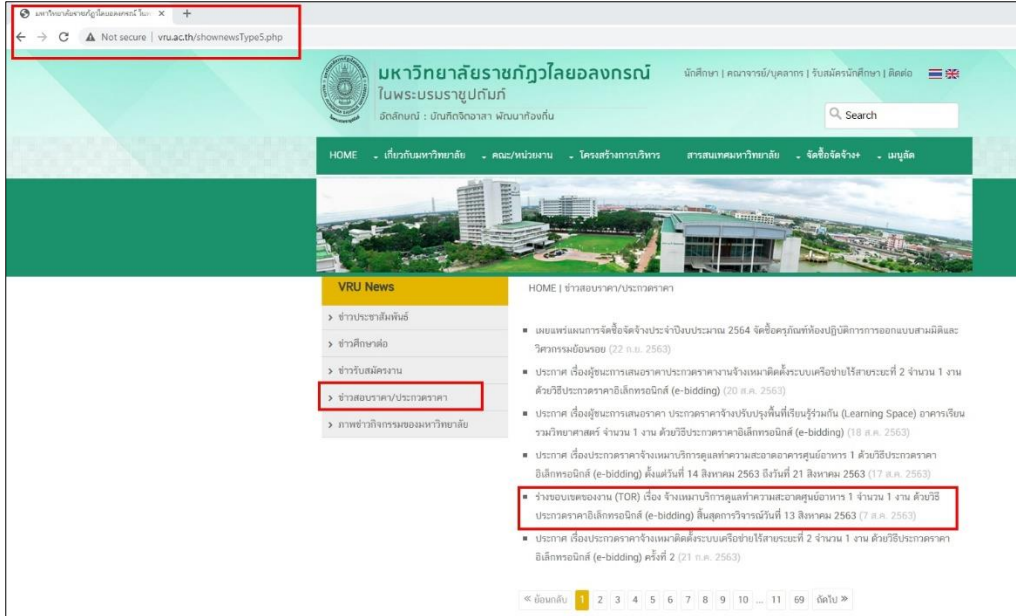 มหาวิทยาลัยราชภัฏวไลยอลงกรณ์ ในพ
Not secure | vru.ac.th/shownewsType5.php
มหาวิทยาลัยราชภัฏวไลยอลงกรณ์
ในพระบรมราชูปถัมภ์
อัตลักษณ์ : บัณฑิตจิตอาสา พัฒนาท้องถิ่น
นักศึกษา | คณาจารย์/บุคลากร | รับสมัครนักศึกษา | ติดต่อ
Search
HOME เกี่ยวกับมหาวิทยาลัย คณะ/หน่วยงาน โครงสร้างการบริหาร สารสนเทศมหาวิทยาลัย จัดซื้อจัดจ้าง+ เมนูลัด
VRU News
ข่าวประชาสัมพันธ์
ข่าวศึกษาต่อ
ข่าวรับสมัครงาน
ข่าวสอบราคา/ประกวดราคา
ภาพข่าวกิจกรรมของมหาวิทยาลัย
HOME | ข่าวสอบราคา/ประกวดราคา
เผยแพร่แผนการจัดซื้อจัดจ้างประจำปีงบประมาณ 2564 จัดซื้อครุภัณฑ์ห้องปฏิบัติการการออกแบบสามมิติและ
วิศวกรรมย้อนรอย (22 ก.ย. 2563)
ประกาศ เรื่องผู้ชนะการเสนอราคาประกวดราคางานจ้างเหมาติดตั้งระบบเครือข่ายไร้สายระยะที่ 2 จำนวน 1 งาน
ด้วยวิธีประกวดราคาอิเล็กทรอนิกส์ (e-bidding) (20 ส.ค. 2563)
ประกาศ เรื่องผู้ชนะการเสนอราคา ประกวดราคาจ้างปรับปรุงพื้นที่เรียนรู้ร่วมกัน (Learning Space) อาคารเรียน
รวมวิทยาศาสตร์ จำนวน 1 งาน ด้วยวิธีประกวดราคาอิเล็กทรอนิกส์ (e-bidding) (18 ส.ค. 2563)
ประกาศ เรื่องประกวดราคาจ้างเหมาบริการดูแลทำความสะอาดอาคารศูนย์อาหาร 1 ด้วยวิธีประกวดราคา
อิเล็กทรอนิกส์ (e-bidding) ตั้งแต่วันที่ 14 สิงหาคม 2563 ถึงวันที่ 21 สิงหาคม 2563 (17 ส.ค. 2563)
ร่างขอบเขตของงาน (TOR) เรื่อง จ้างเหมาบริการดูแลทำความสะอาดศูนย์อาหาร 1 จำนวน 1 งาน ด้วยวิธี
ประกวดราคาอิเล็กทรอนิกส์ (e-bidding) สิ้นสุดการวิจารณ์วันที่ 13 สิงหาคม 2563 (7 ส.ค. 2563)
ประกาศ เรื่องประกวดราคาจ้างเหมาติดตั้งระบบเครือข่ายไร้สายระยะที่ 2 จำนวน 1 งาน ด้วยวิธีประกวดราคา
อิเล็กทรอนิกส์ (e-bidding) ครั้งที่ 2 (21 ก.ค. 2563)
« ย้อนกลับ 1 2 3 4 5 6 7 8 9 10 ... 11 69 ถัดไป »